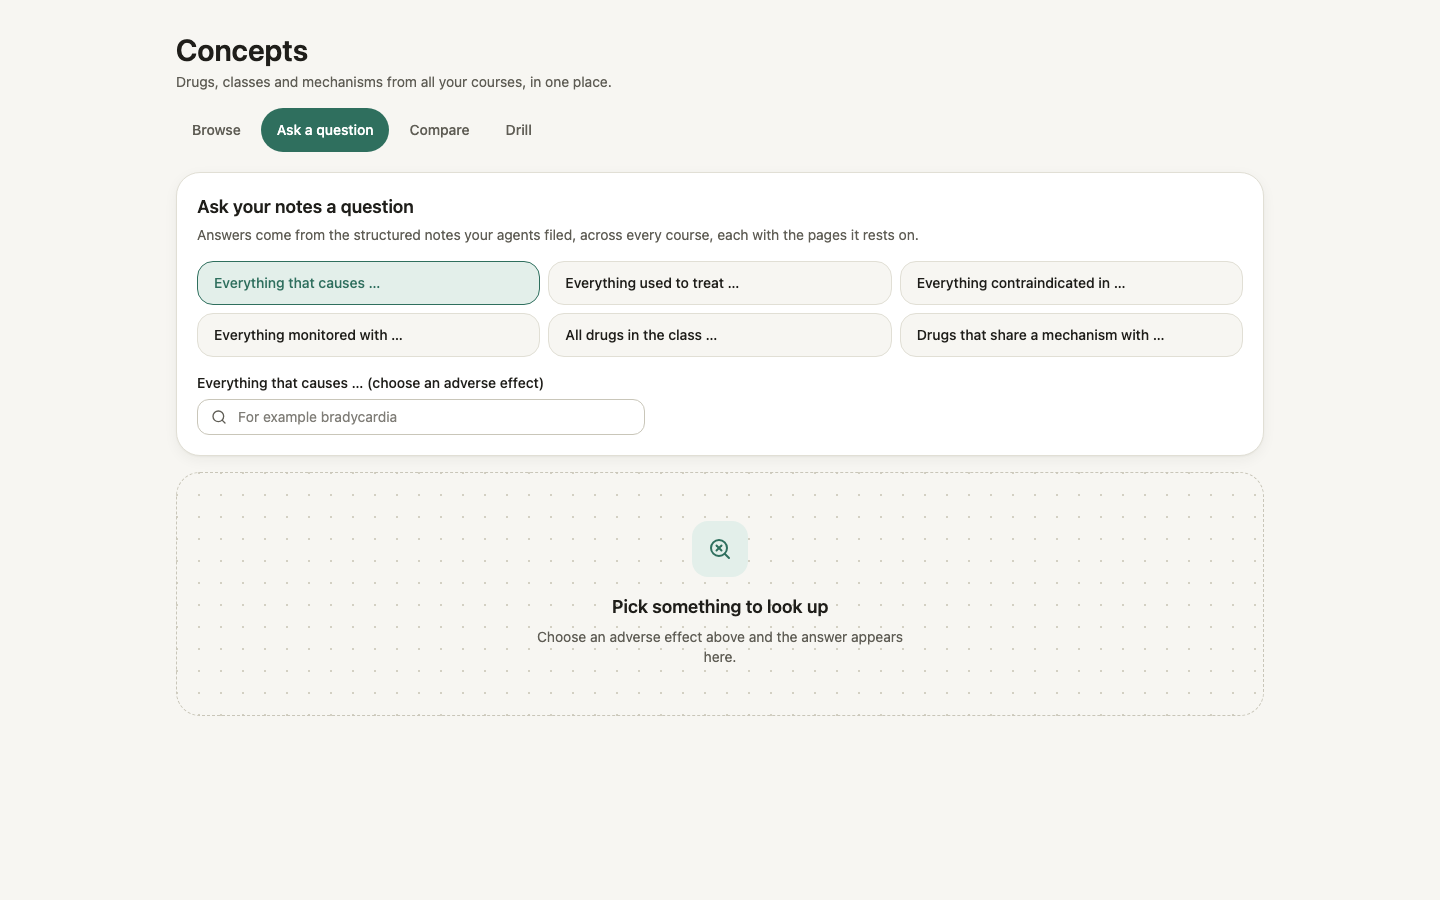 Concepts
Drugs, classes and mechanisms from all your courses, in one place.
Browse
Ask a question
Compare
Drill
Ask your notes a question
Answers come from the structured notes your agents filed, across every course, each with the pages it rests on.
Everything that causes ...
Everything used to treat ...
Everything contraindicated in ...
Everything monitored with ...
All drugs in the class ...
Drugs that share a mechanism with ...
Everything that causes ... (choose an adverse effect)
For example bradycardia
Pick something to look up
Choose an adverse effect above and the answer appears
here.